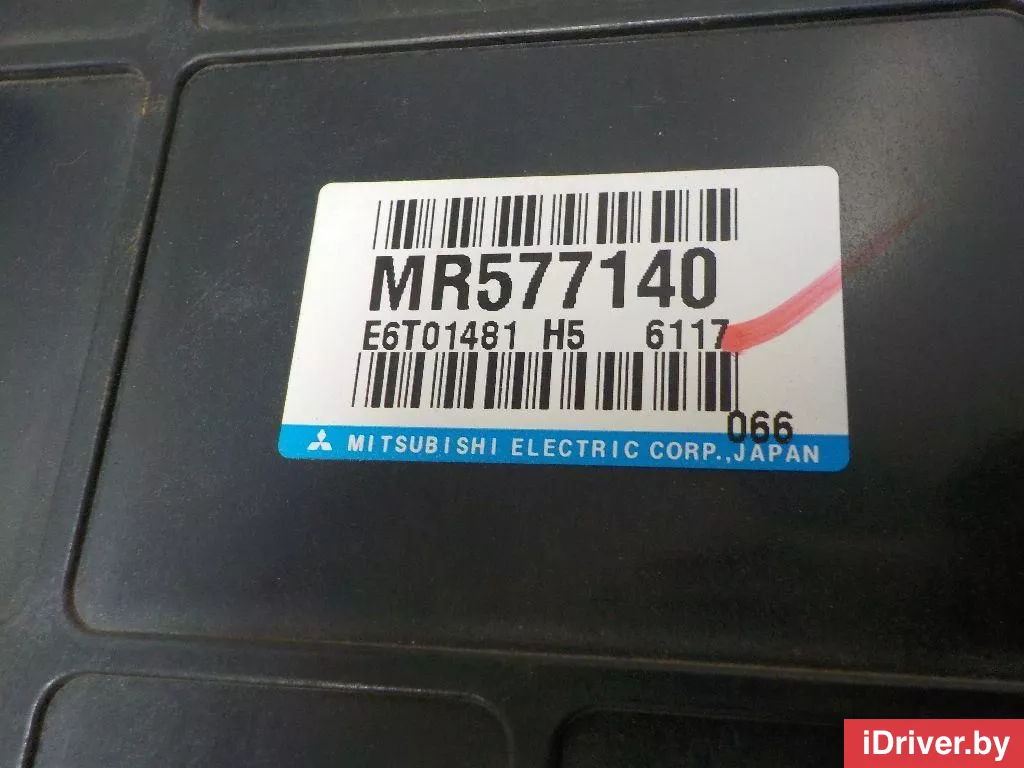 MR577140
E6T01481 H5 6117
066
MITSUBISHI ELECTRIC CORP.,JAPAN
iDriver.by